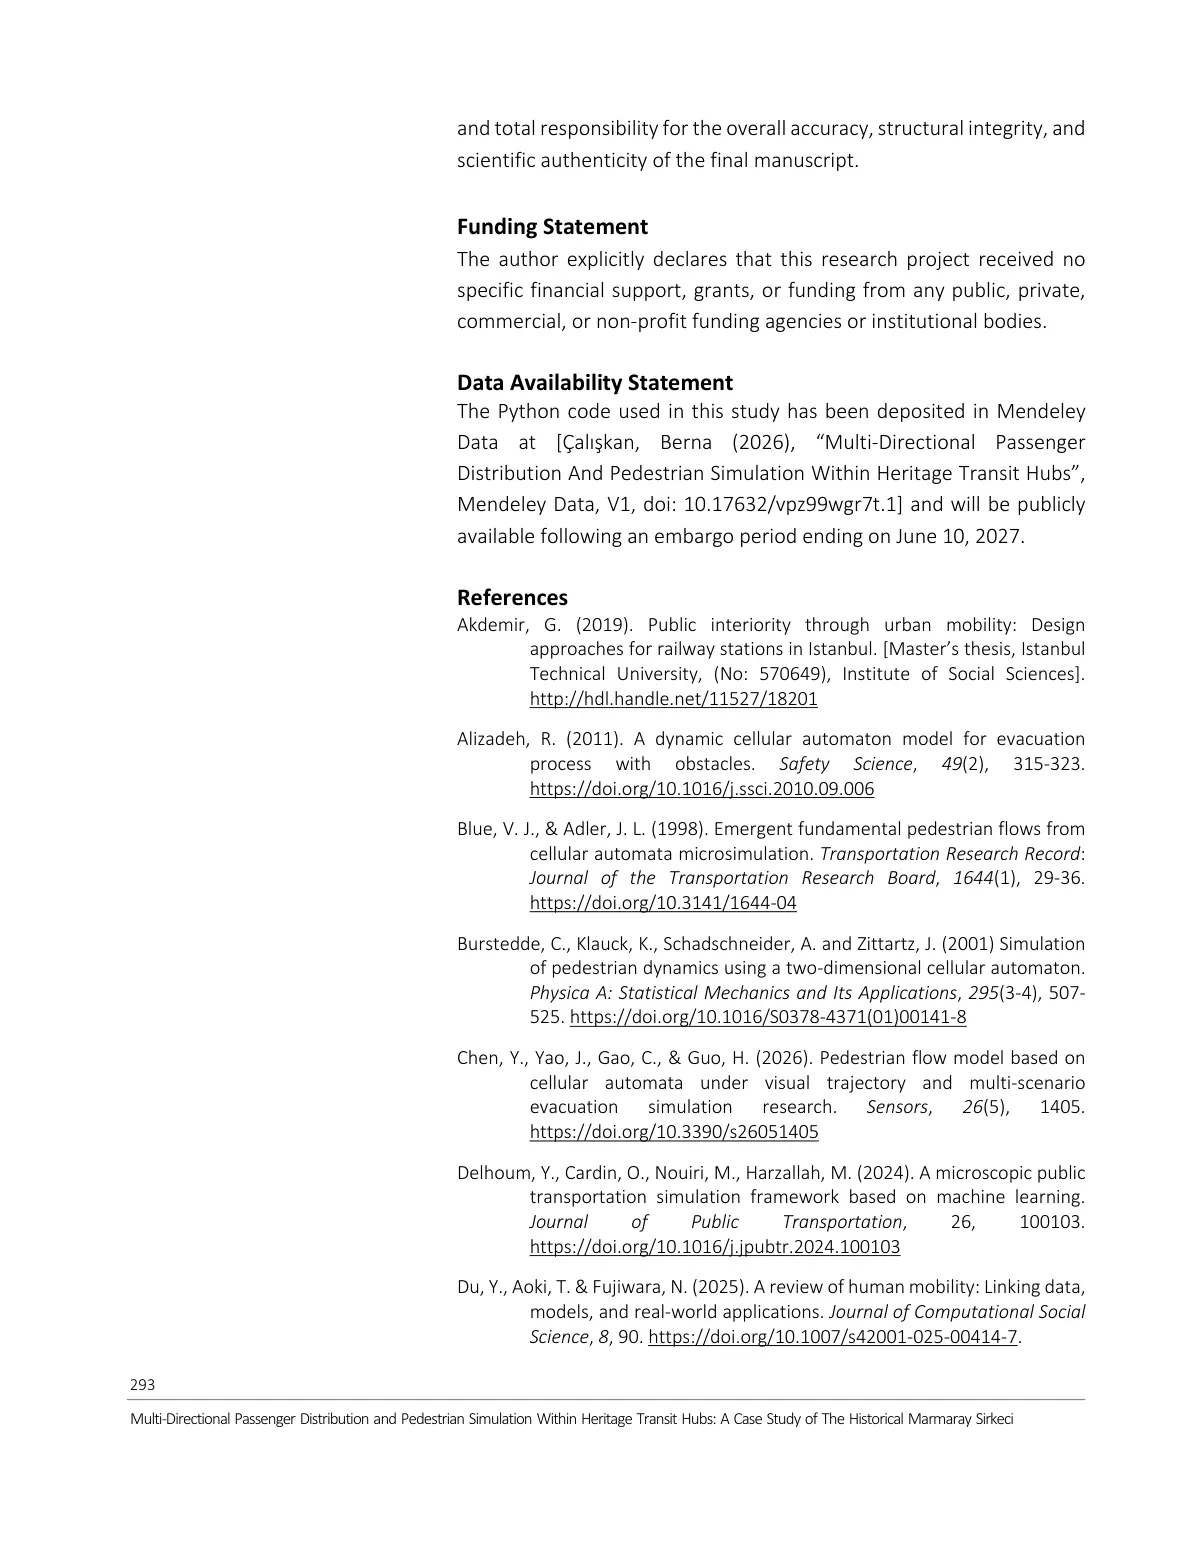 and total responsibility for the overall accuracy, structural integrity, and
scientific authenticity of the final manuscript.
Funding Statement
The author explicitly declares that this research project received no
specific financial support, grants, or funding from any public, private,
commercial, or non-profit funding agencies or institutional bodies.
Data Availability Statement
The Python code used in this study has been deposited in Mendeley
Data at [Çalışkan, Berna (2026), “Multi-Directional Passenger
Distribution And Pedestrian Simulation Within Heritage Transit Hubs”,
Mendeley Data, V1, doi: 10.17632/vpz99wgr7t.1] and will be publicly
available following an embargo period ending on June 10, 2027.
References
Akdemir, G. (2019). Public interiority through urban mobility: Design
approaches for railway stations in Istanbul. [Master’s thesis, Istanbul
Technical University, (No: 570649), Institute of Social Sciences].
http://hdl.handle.net/11527/18201
Alizadeh, R. (2011). A dynamic cellular automaton model for evacuation
process with obstacles. Safety Science, 49(2), 315-323.
https://doi.org/10.1016/j.ssci.2010.09.006
Blue, V. J., & Adler, J. L. (1998). Emergent fundamental pedestrian flows from
cellular automata microsimulation. Transportation Research Record:
Journal of the Transportation Research Board, 1644(1), 29-36.
https://doi.org/10.3141/1644-04
Burstedde, C., Klauck, K., Schadschneider, A. and Zittartz, J. (2001) Simulation
of pedestrian dynamics using a two-dimensional cellular automaton.
Physica A: Statistical Mechanics and Its Applications, 295(3-4), 507-
525. https://doi.org/10.1016/S0378-4371(01)00141-8
Chen, Y., Yao, J., Gao, C., & Guo, H. (2026). Pedestrian flow model based on
cellular automata under visual trajectory and multi-scenario
evacuation simulation research. Sensors, 26(5), 1405.
https://doi.org/10.3390/s26051405
Delhoum, Y., Cardin, O., Nouiri, M., Harzallah, M. (2024). A microscopic public
transportation simulation framework based on machine learning.
Journal of Public Transportation, 26, 100103.
https://doi.org/10.1016/j.jpubtr.2024.100103
Du, Y., Aoki, T. & Fujiwara, N. (2025). A review of human mobility: Linking data,
models, and real-world applications. Journal of Computational Social
Science, 8, 90. https://doi.org/10.1007/s42001-025-00414-7.
293
Multi-Directional Passenger Distribution and Pedestrian Simulation Within Heritage Transit Hubs: A Case Study of The Historical Marmaray Sirkeci